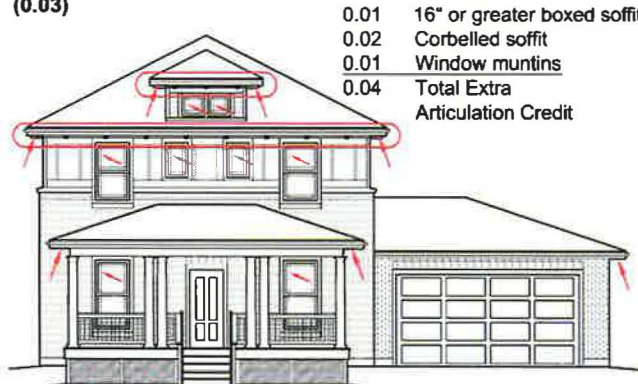 (0.03)
0.01 16" or greater boxed soffit
0.02 Corbelled soffit
0.01 Window muntins
0.04 Total Extra
Articulation Credit